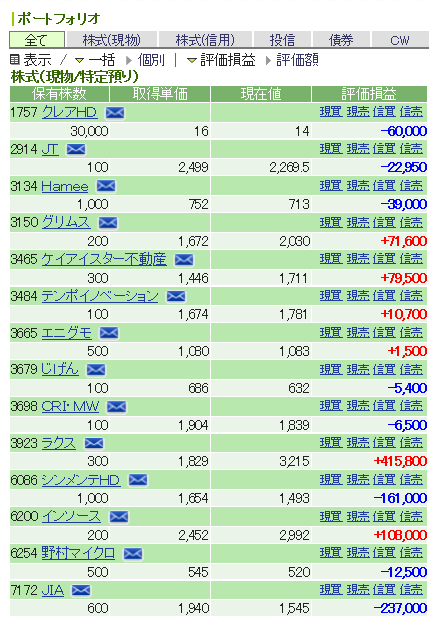 ポートフォリオ
全て 株式(現物) 株式(信用) 投信 債券 CW
表示 / 一括 個別 | 評価損益 評価額
株式(現物/特定預り)
保有株数 取得単価 現在値 評価損益
1757 クレアHD 現買 現売 信買 信売
30,000 16 14 -60,000
2914 JT 現買 現売 信買 信売
100 2,499 2,269.5 -22,950
3134 Hamee 現買 現売 信買 信売
1,000 752 713 -39,000
3150 グリムス 現買 現売 信買 信売
200 1,672 2,030 +71,600
3465 ケイアイスター不動産 現買 現売 信買 信売
300 1,446 1,711 +79,500
3484 テンポイノベーション 現買 現売 信買 信売
100 1,674 1,781 +10,700
3665 エニグモ 現買 現売 信買 信売
500 1,080 1,083 +1,500
3679 じげん 現買 現売 信買 信売
100 686 632 -5,400
3698 CRI・MW 現買 現売 信買 信売
100 1,904 1,839 -6,500
3923 ラクス 現買 現売 信買 信売
300 1,829 3,215 +415,800
6086 シンメンテHD 現買 現売 信買 信売
1,000 1,654 1,493 -161,000
6200 インソース 現買 現売 信買 信売
200 2,452 2,992 +108,000
6254 野村マイクロ 現買 現売 信買 信売
500 545 520 -12,500
7172 JIA 現買 現売 信買 信売
600 1,940 1,545 -237,000